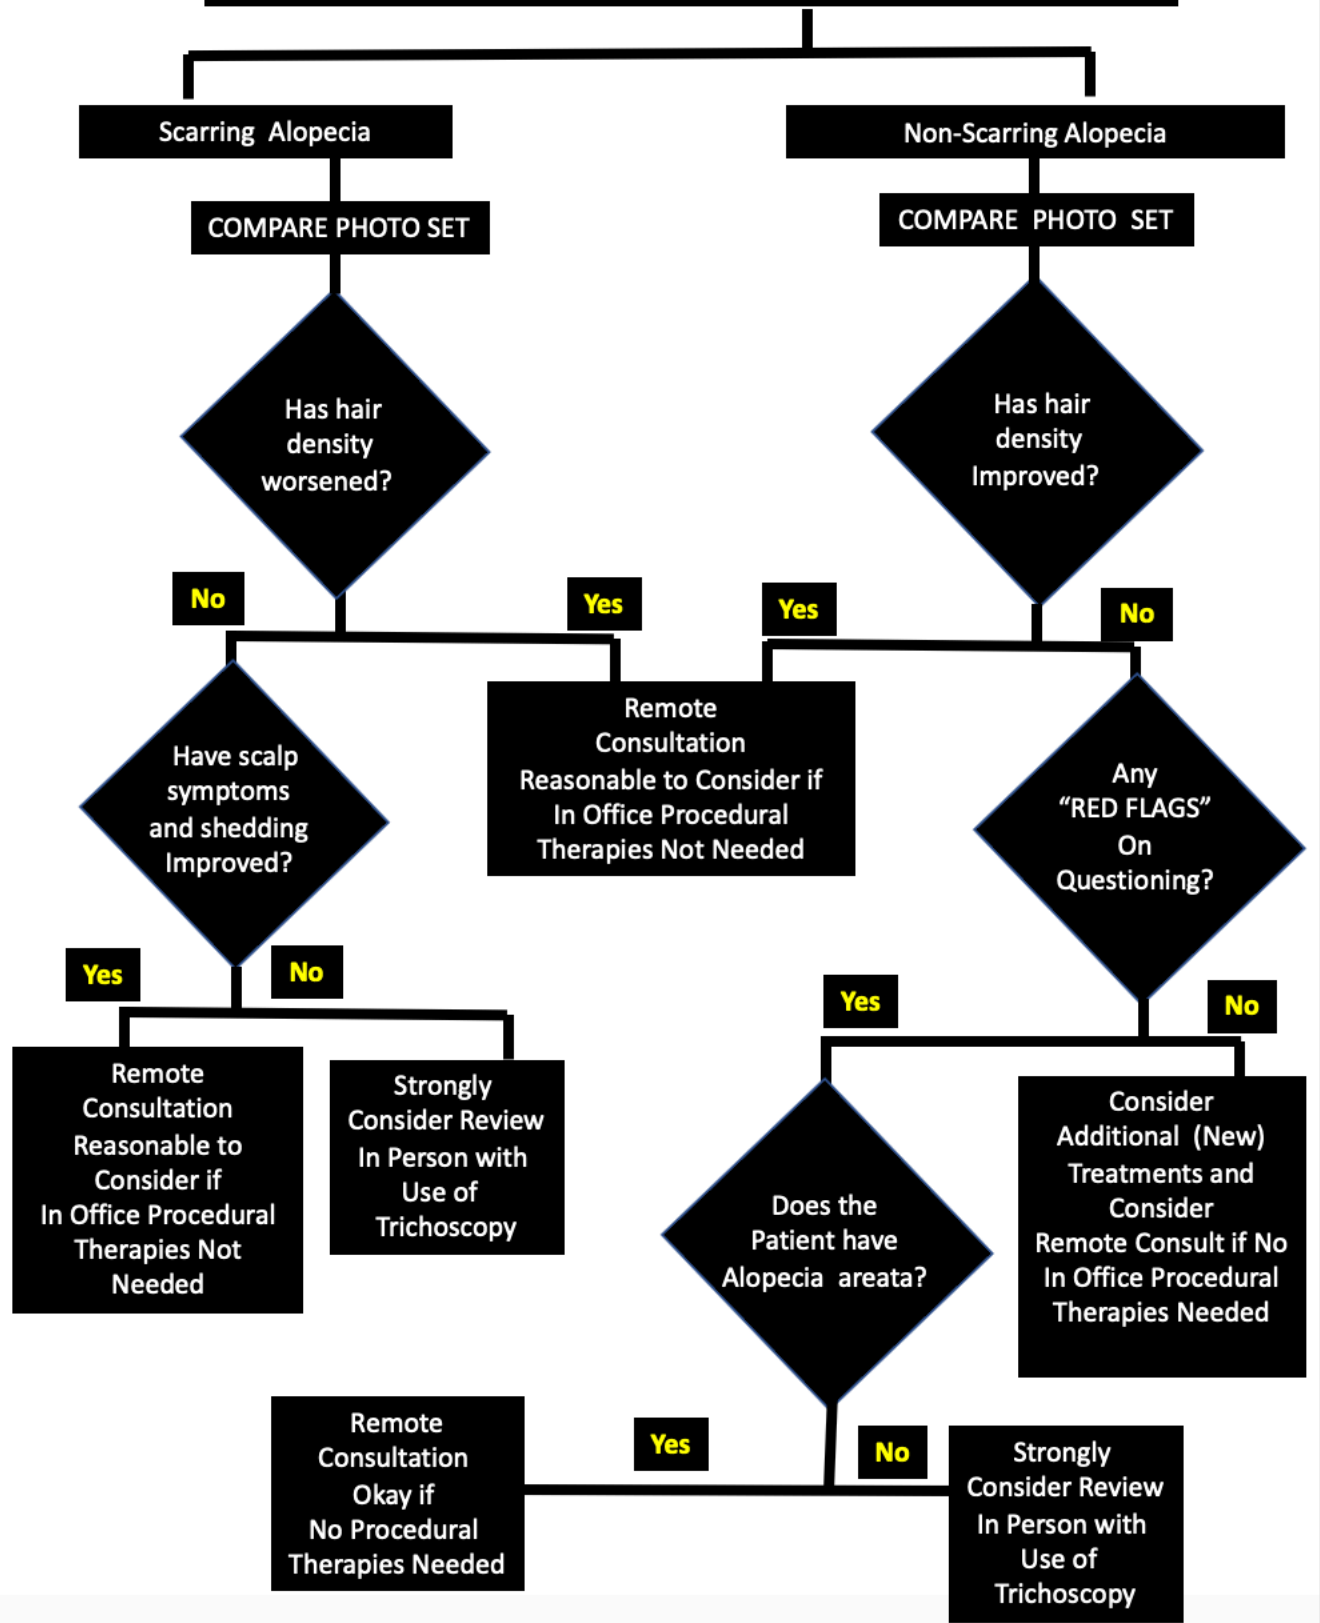 Scarring Alopecia
Non-Scarring Alopecia
COMPARE PHOTO SET
COMPARE PHOTO SET
Has hair
density
worsened?
Has hair
density
Improved?
No
Yes
Yes
No
Have scalp
symptoms
and shedding
Improved?
Remote
Consultation
Reasonable to Consider if
In Office Procedural
Therapies Not Needed
Any
“RED FLAGS”
On
Questioning?
Yes
No
Yes
No
Remote
Consultation
Reasonable to
Consider if
In Office Procedural
Therapies Not
Needed
Strongly
Consider Review
In Person with
Use of
Trichoscopy
Does the
Patient have
Alopecia areata?
Consider
Additional (New)
Treatments and
Consider
Remote Consult if No
In Office Procedural
Therapies Needed
Remote
Consultation
Okay if
No Procedural
Therapies Needed
Yes
No
Strongly
Consider Review
In Person with
Use of
Trichoscopy